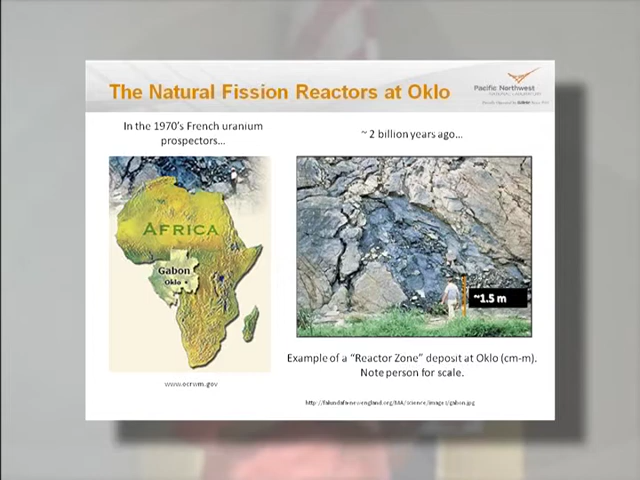 The Natural Fission Reactors at Oklo
Pacific Northwest
NATIONAL LABORATORY
In the 1970's French uranium
prospectors...
~ 2 billion years ago...
AFRICA
Gabon
Oklo
~1.5 m
Example of a "Reactor Zone" deposit at Oklo (cm-m).
Note person for scale.
www.ocrwm.gov